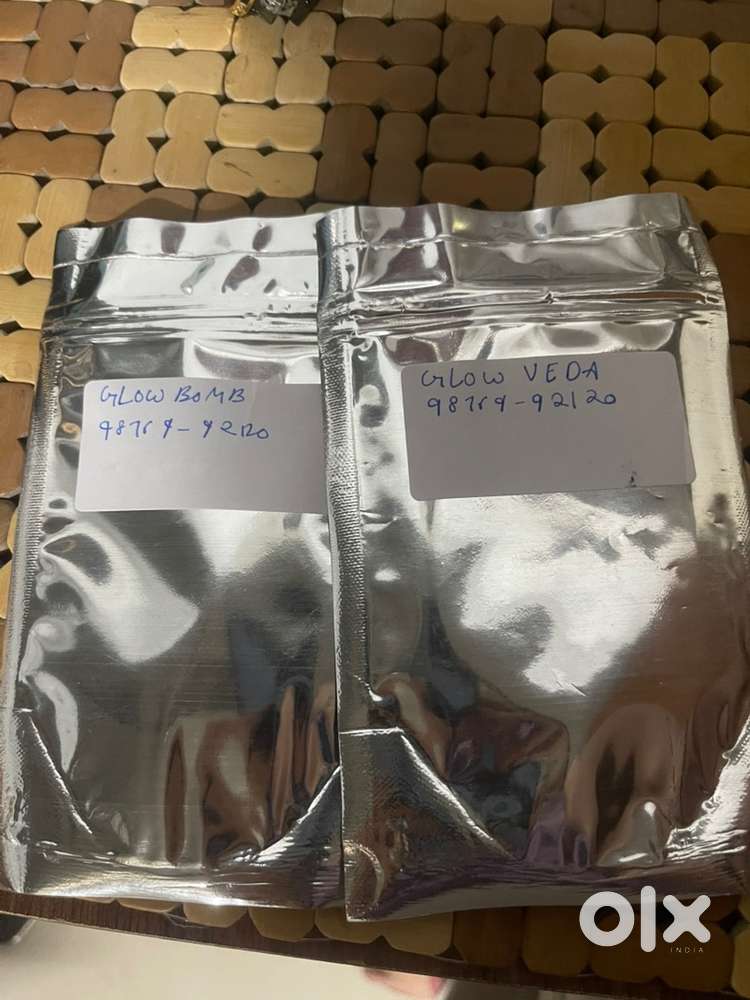 GLOW BOMB
98769-92120
GLOW VEDA
98769-92120
olx
INDIA